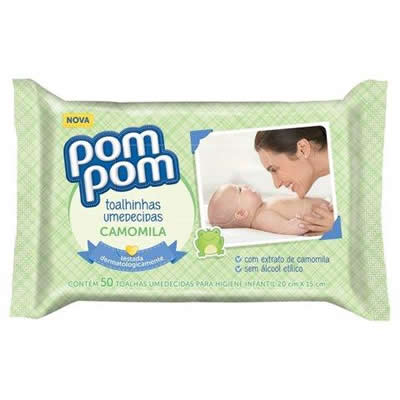 NOVA
pom
pom
toalhinhas
umedecidas
CAMOMILA
testada
dermatologicamente
✓ com extrato de camomila
✓ sem álcool etílico
CONTÉM 50 TOALHAS UMEDECIDAS PARA HIGIENE INFANTIL 20 cm X 15 cm